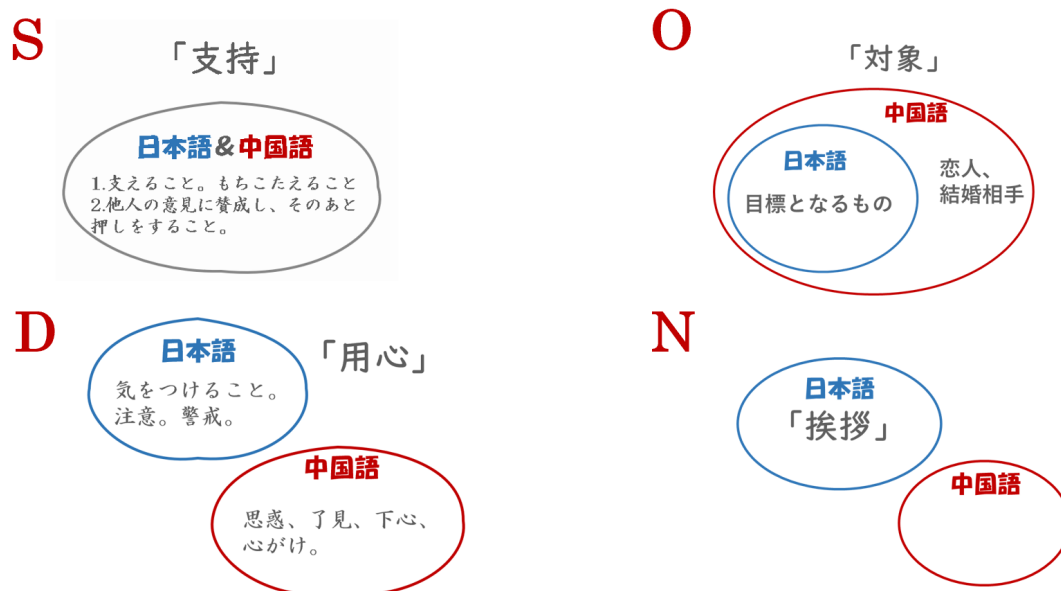 S
「支持」
日本語&中国語
1.支えること。もちこたえること
2.他人の意見に賛成し、そのあと
押しをすること。
O
「対象」
中国語
日本語
目標となるもの
恋人、
結婚相手
D
日本語
「用心」
気をつけること。
注意。警戒。
中国語
思惑、了見、下心、
心がけ。
N
日本語
「挨拶」
中国語